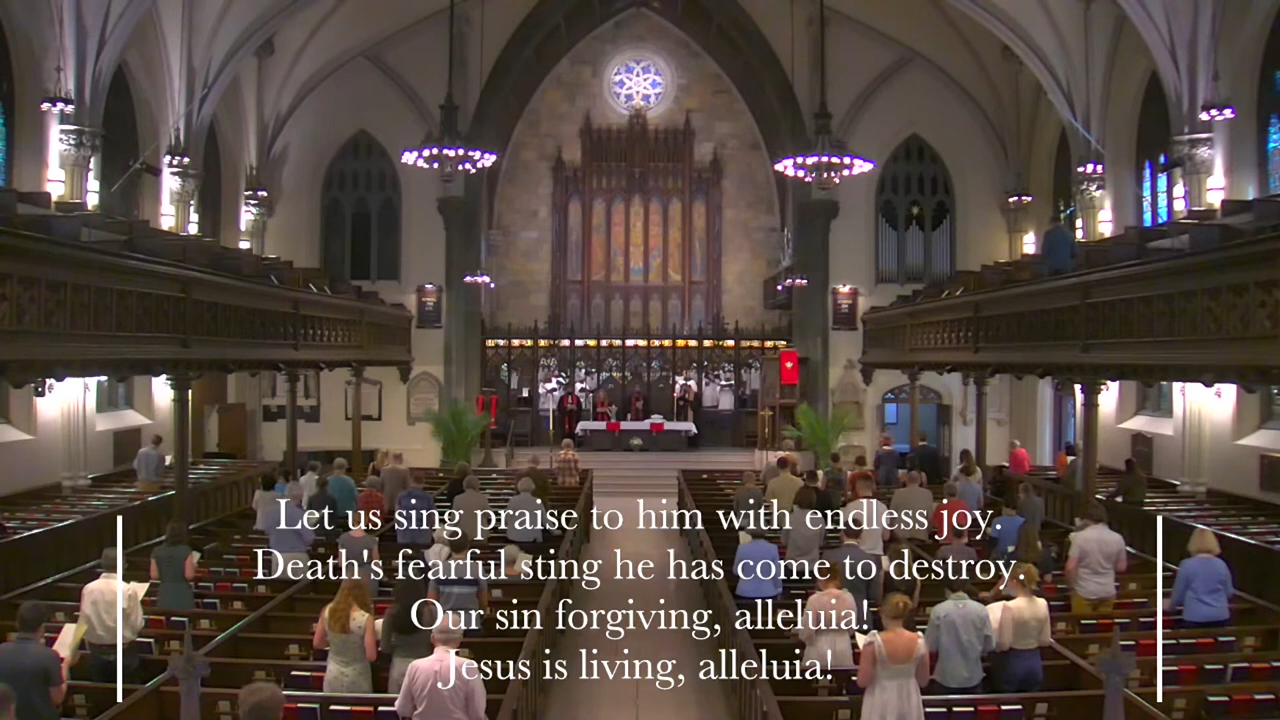 Let us sing praise to him with endless joy.
Death's fearful sting he has come to destroy.
Our sin forgiving, alleluia!
Jesus is living, alleluia!